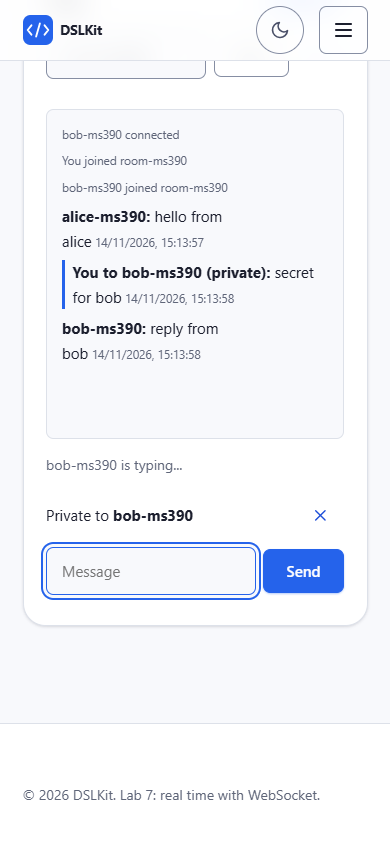 </> DSLKit
bob-ms390 connected
You joined room-ms390
bob-ms390 joined room-ms390
alice-ms390: hello from
alice 14/11/2026, 15:13:57
You to bob-ms390 (private): secret
for bob 14/11/2026, 15:13:58
bob-ms390: reply from
bob 14/11/2026, 15:13:58
bob-ms390 is typing...
Private to bob-ms390
Message
Send
© 2026 DSLKit. Lab 7: real time with WebSocket.